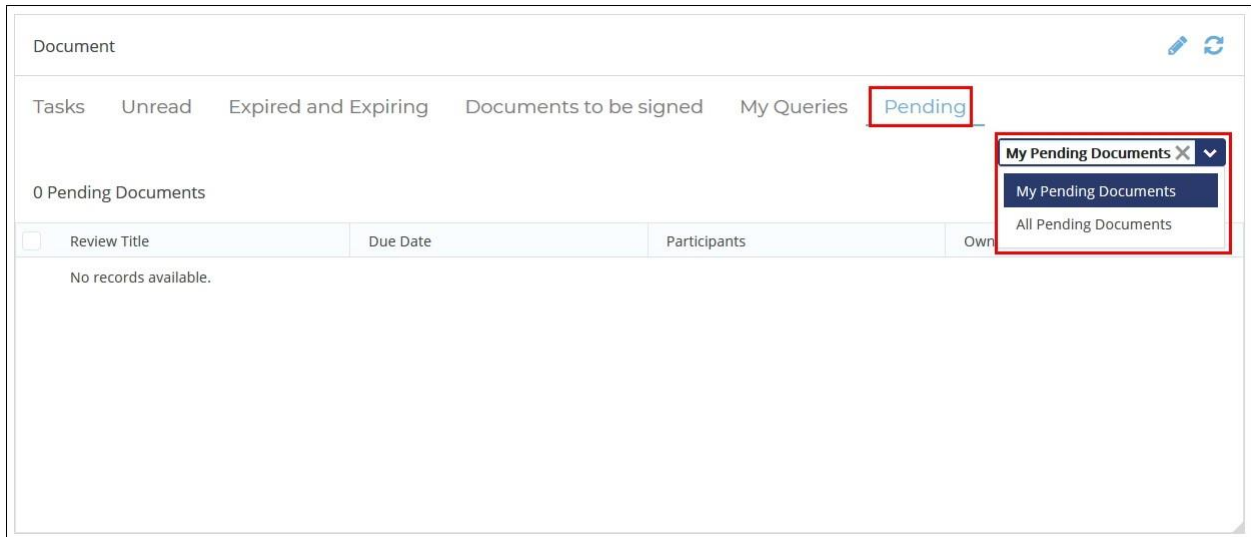 Document
Tasks Unread Expired and Expiring Documents to be signed My Queries Pending
My Pending Documents
0 Pending Documents
My Pending Documents
All Pending Documents
Review Title Due Date Participants Own
No records available.